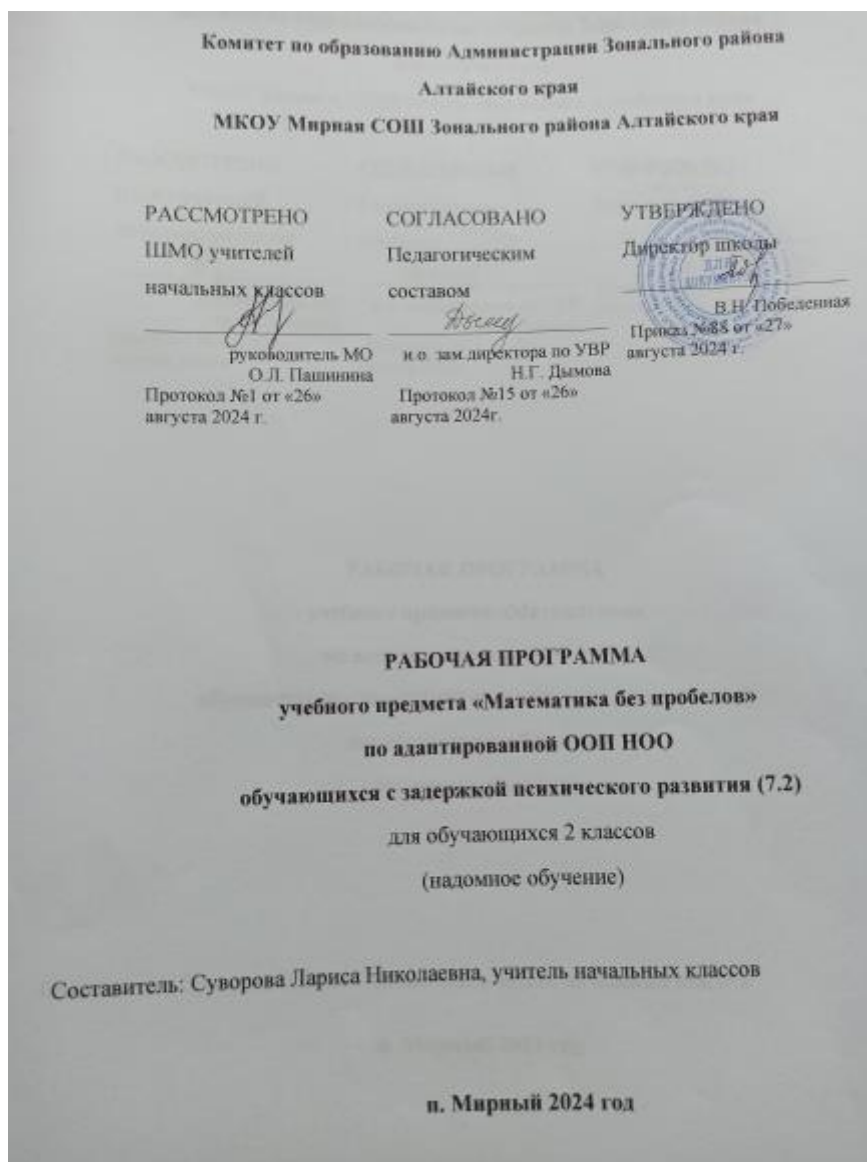 Комитет по образованию Администрации Зонального района
Алтайского края
МКОУ Мирная СОШ Зонального района Алтайского края
РАССМОТРЕНО
ШМО учителей
начальных классов
руководитель МО
О.Л. Пашинина
Протокол №1 от «26»
августа 2024 г.
СОГЛАСОВАНО
Педагогическим
составом
и.о. зам.директора по УВР
Н.Г. Дымова
Протокол №15 от «26»
августа 2024г.
УТВЕРЖДЕНО
Директор школы
В.Н. Победенная
Приказ №88 от «27»
августа 2024 г.
РАБОЧАЯ ПРОГРАММА
учебного предмета «Математика без пробелов»
по адаптированной ООП НОО
обучающихся с задержкой психического развития (7.2)
для обучающихся 2 классов
(надомное обучение)
Составитель: Суворова Лариса Николаевна, учитель начальных классов
п. Мирный 2024 год